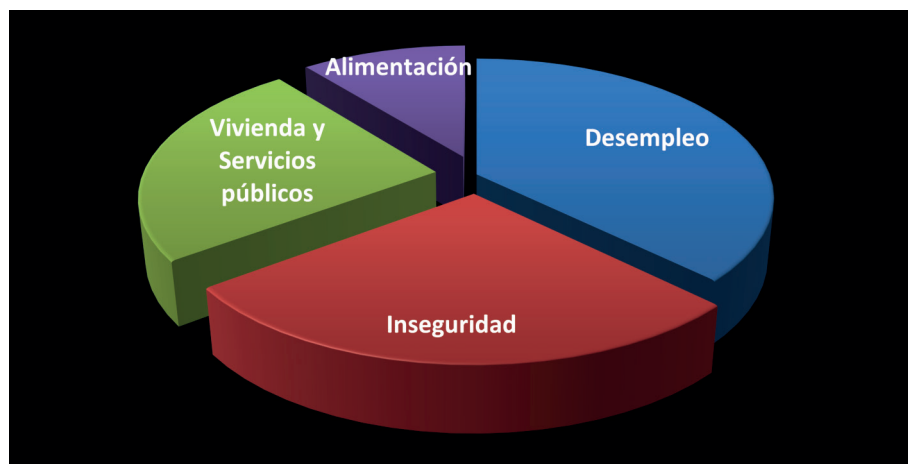 Alimentación
Desempleo
Vivienda y
Servicios
públicos
Inseguridad